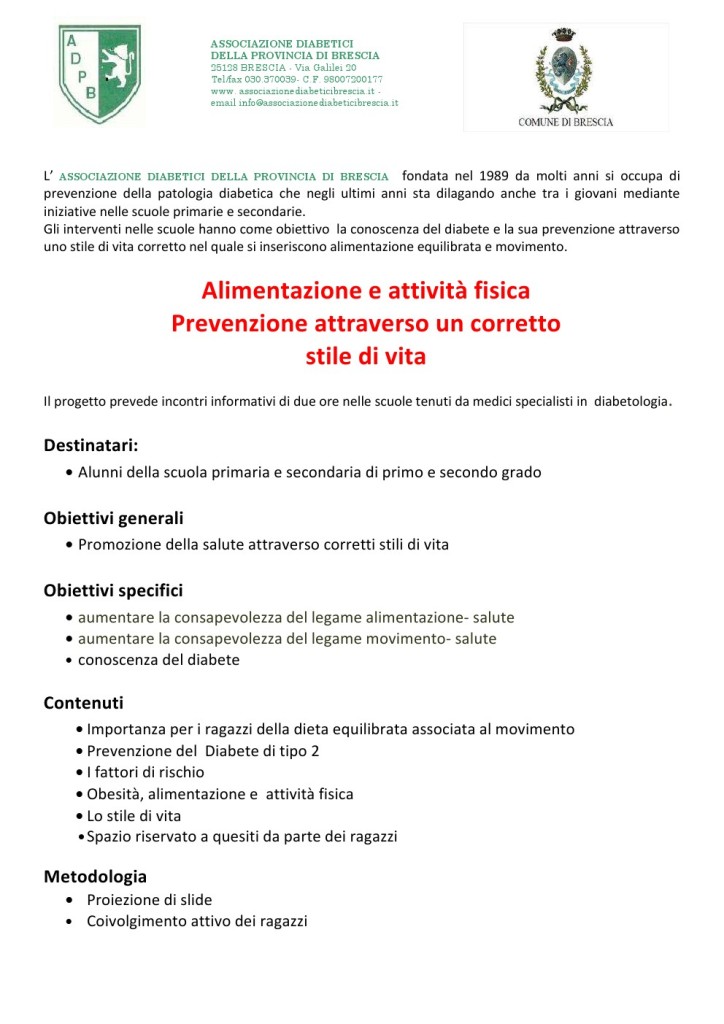 A
D
P
B
ASSOCIAZIONE DIABETICI
DELLA PROVINCIA DI BRESCIA
25128 BRESCIA - Via Galilei 20
Tel/fax 030.370039- C.F. 98007200177
www. associazionediabeticibrescia.it -
email info@associazionediabeticibrescia.it
COMUNE DI BRESCIA
L’ ASSOCIAZIONE DIABETICI DELLA PROVINCIA DI BRESCIA fondata nel 1989 da molti anni si occupa di
prevenzione della patologia diabetica che negli ultimi anni sta dilagando anche tra i giovani mediante
iniziative nelle scuole primarie e secondarie.
Gli interventi nelle scuole hanno come obiettivo la conoscenza del diabete e la sua prevenzione attraverso
uno stile di vita corretto nel quale si inseriscono alimentazione equilibrata e movimento.
Alimentazione e attività fisica
Prevenzione attraverso un corretto
stile di vita
Il progetto prevede incontri informativi di due ore nelle scuole tenuti da medici specialisti in diabetologia.
Destinatari:
• Alunni della scuola primaria e secondaria di primo e secondo grado
Obiettivi generali
• Promozione della salute attraverso corretti stili di vita
Obiettivi specifici
• aumentare la consapevolezza del legame alimentazione- salute
• aumentare la consapevolezza del legame movimento- salute
• conoscenza del diabete
Contenuti
• Importanza per i ragazzi della dieta equilibrata associata al movimento
• Prevenzione del Diabete di tipo 2
• I fattori di rischio
• Obesità, alimentazione e attività fisica
• Lo stile di vita
• Spazio riservato a quesiti da parte dei ragazzi
Metodologia
• Proiezione di slide
• Coivolgimento attivo dei ragazzi